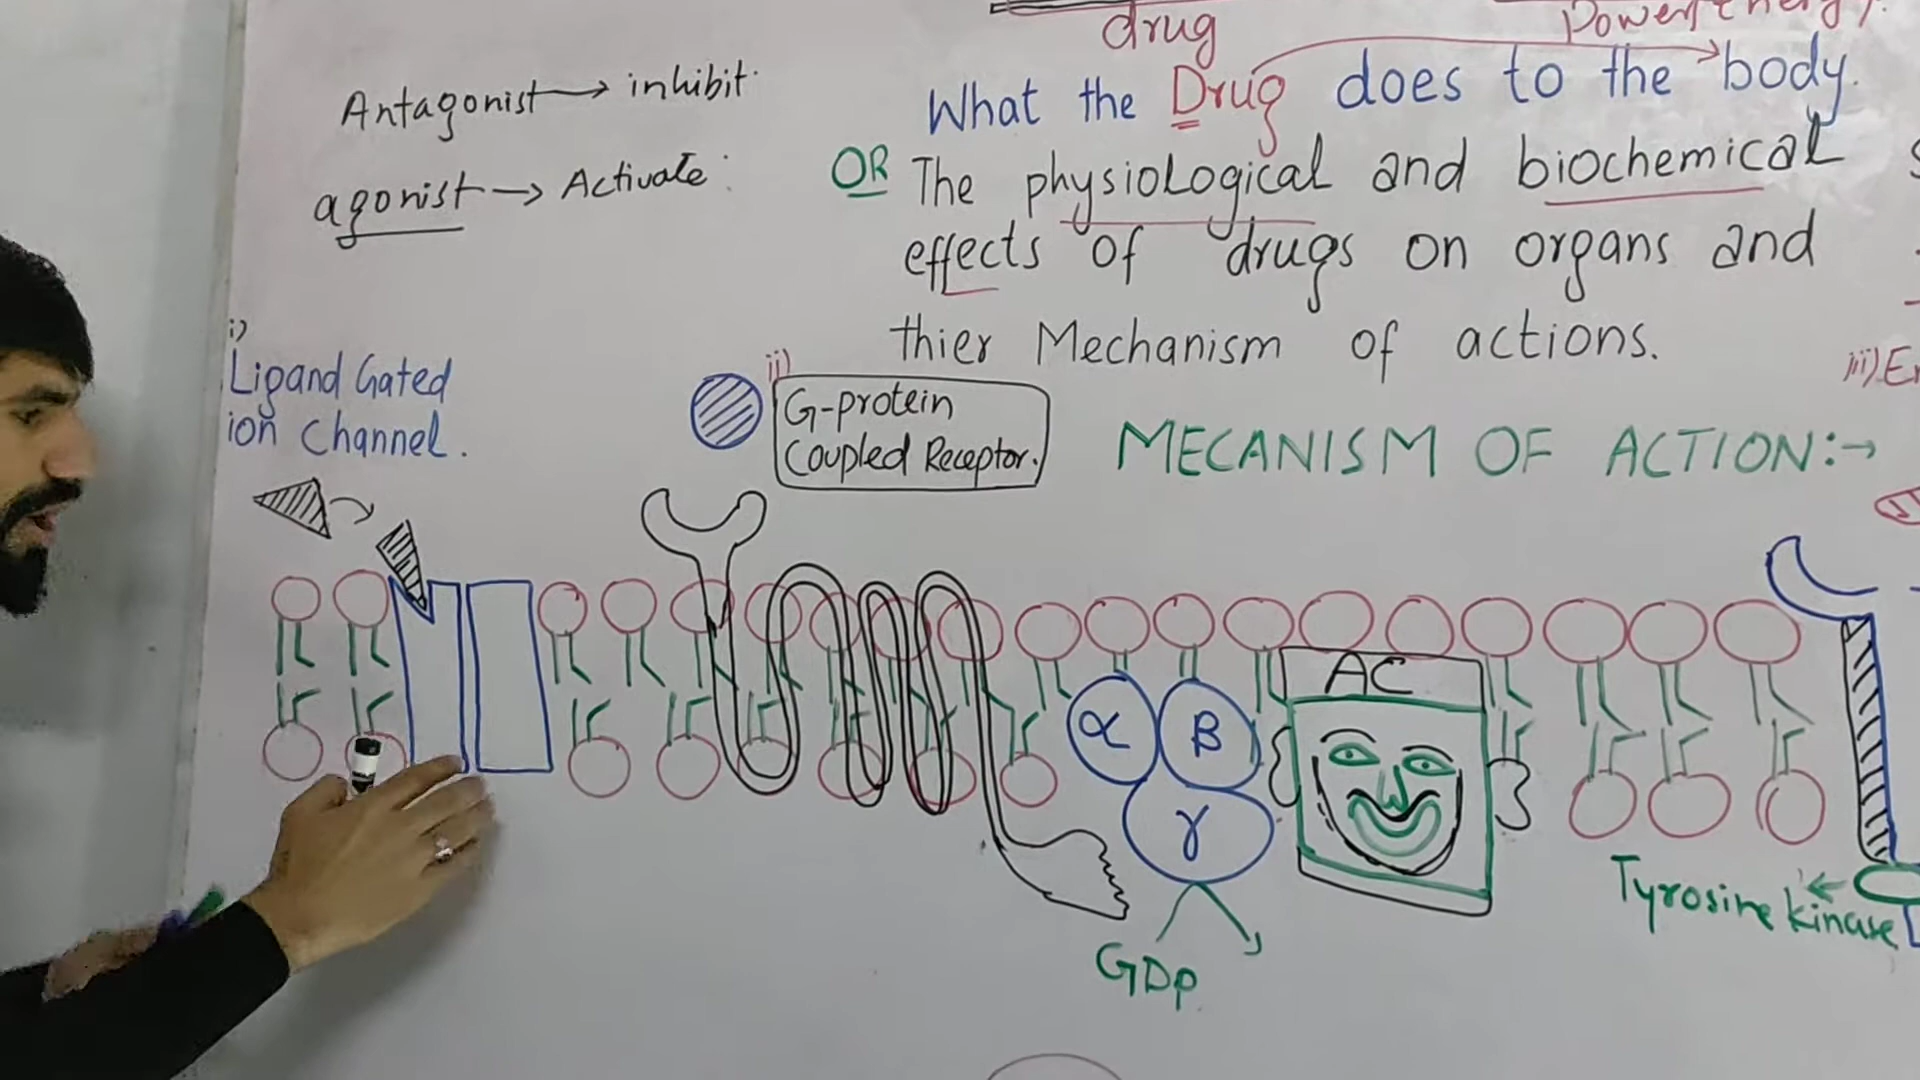 drug
Antagonist → inhibit.
agonist → Activate:
What the Drug does to the body.
OR The physiological and biochemical
effects of drugs on organs and
thier Mechanism of actions.
i)
Ligand Gated
ion Channel.
ii)
G-protein
Coupled Receptor.
iii)
MECANISM OF ACTION:→
AC
α
β
γ
GDp
Tyrosine kinase